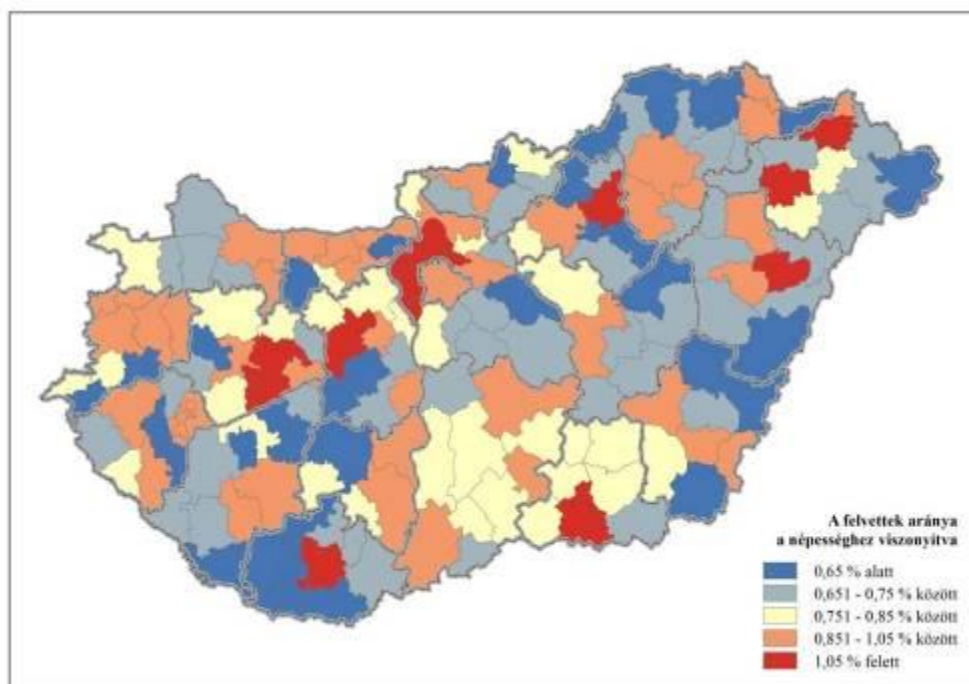 A felvettek aránya
a népességhez viszonyítva
0,65 % alatt
0,651 - 0,75 % között
0,751 - 0,85 % között
0,851 - 1,05 % között
1,05 % felett